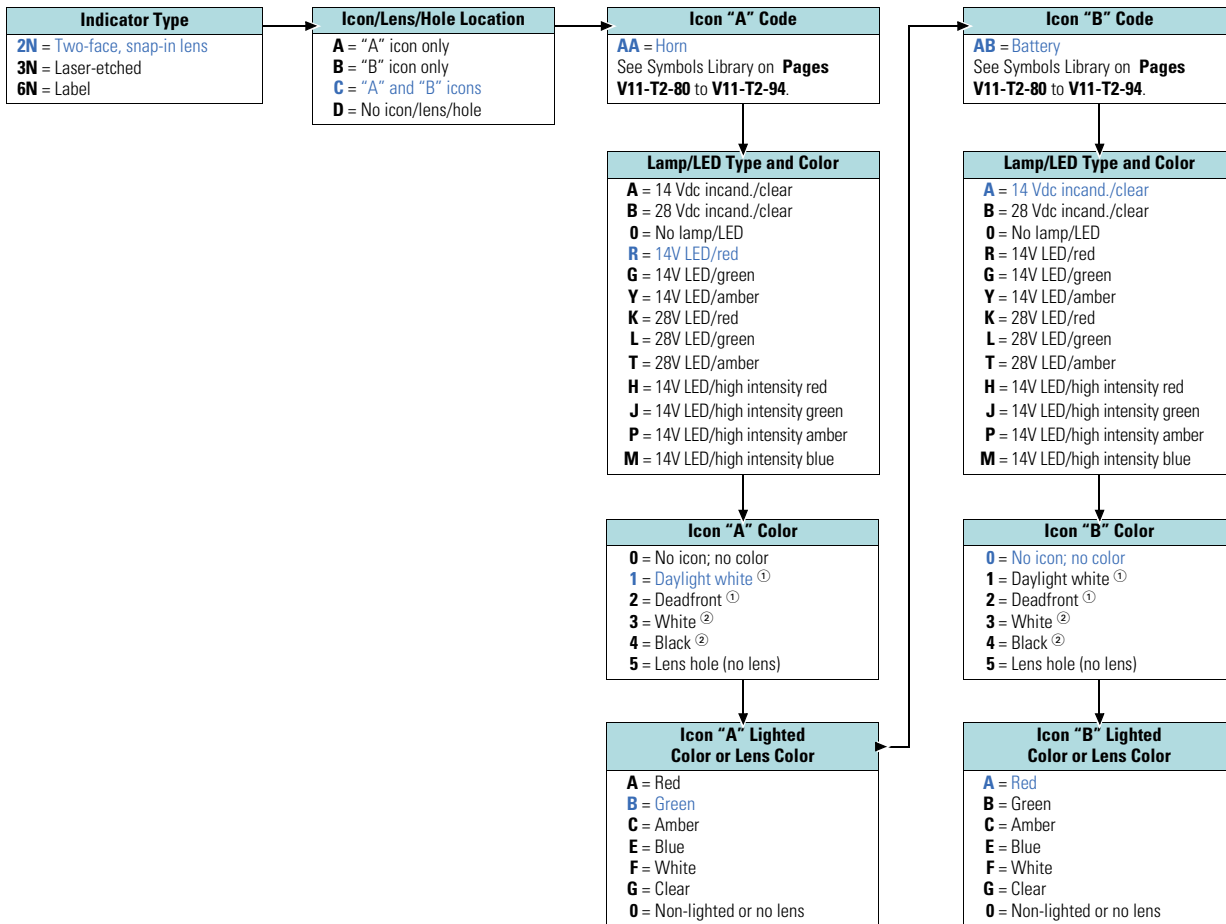 Indicator Type
2N = Two-face, snap-in lens
3N = Laser-etched
6N = Label
Icon/Lens/Hole Location
A = “A” icon only
B = “B” icon only
C = “A” and “B” icons
D = No icon/lens/hole
Icon “A” Code
AA = Horn
See Symbols Library on Pages
V11-T2-80 to V11-T2-94.
Lamp/LED Type and Color
A = 14 Vdc incand./clear
B = 28 Vdc incand./clear
0 = No lamp/LED
R = 14V LED/red
G = 14V LED/green
Y = 14V LED/amber
K = 28V LED/red
L = 28V LED/green
T = 28V LED/amber
H = 14V LED/high intensity red
J = 14V LED/high intensity green
P = 14V LED/high intensity amber
M = 14V LED/high intensity blue
Icon “A” Color
0 = No icon; no color
1 = Daylight white ①
2 = Deadfront ①
3 = White ②
4 = Black ②
5 = Lens hole (no lens)
Icon “A” Lighted
Color or Lens Color
A = Red
B = Green
C = Amber
E = Blue
F = White
G = Clear
0 = Non-lighted or no lens
Icon “B” Code
AB = Battery
See Symbols Library on Pages
V11-T2-80 to V11-T2-94.
Lamp/LED Type and Color
A = 14 Vdc incand./clear
B = 28 Vdc incand./clear
0 = No lamp/LED
R = 14V LED/red
G = 14V LED/green
Y = 14V LED/amber
K = 28V LED/red
L = 28V LED/green
T = 28V LED/amber
H = 14V LED/high intensity red
J = 14V LED/high intensity green
P = 14V LED/high intensity amber
M = 14V LED/high intensity blue
Icon “B” Color
0 = No icon; no color
1 = Daylight white ①
2 = Deadfront ①
3 = White ②
4 = Black ②
5 = Lens hole (no lens)
Icon “B” Lighted
Color or Lens Color
A = Red
B = Green
C = Amber
E = Blue
F = White
G = Clear
0 = Non-lighted or no lens